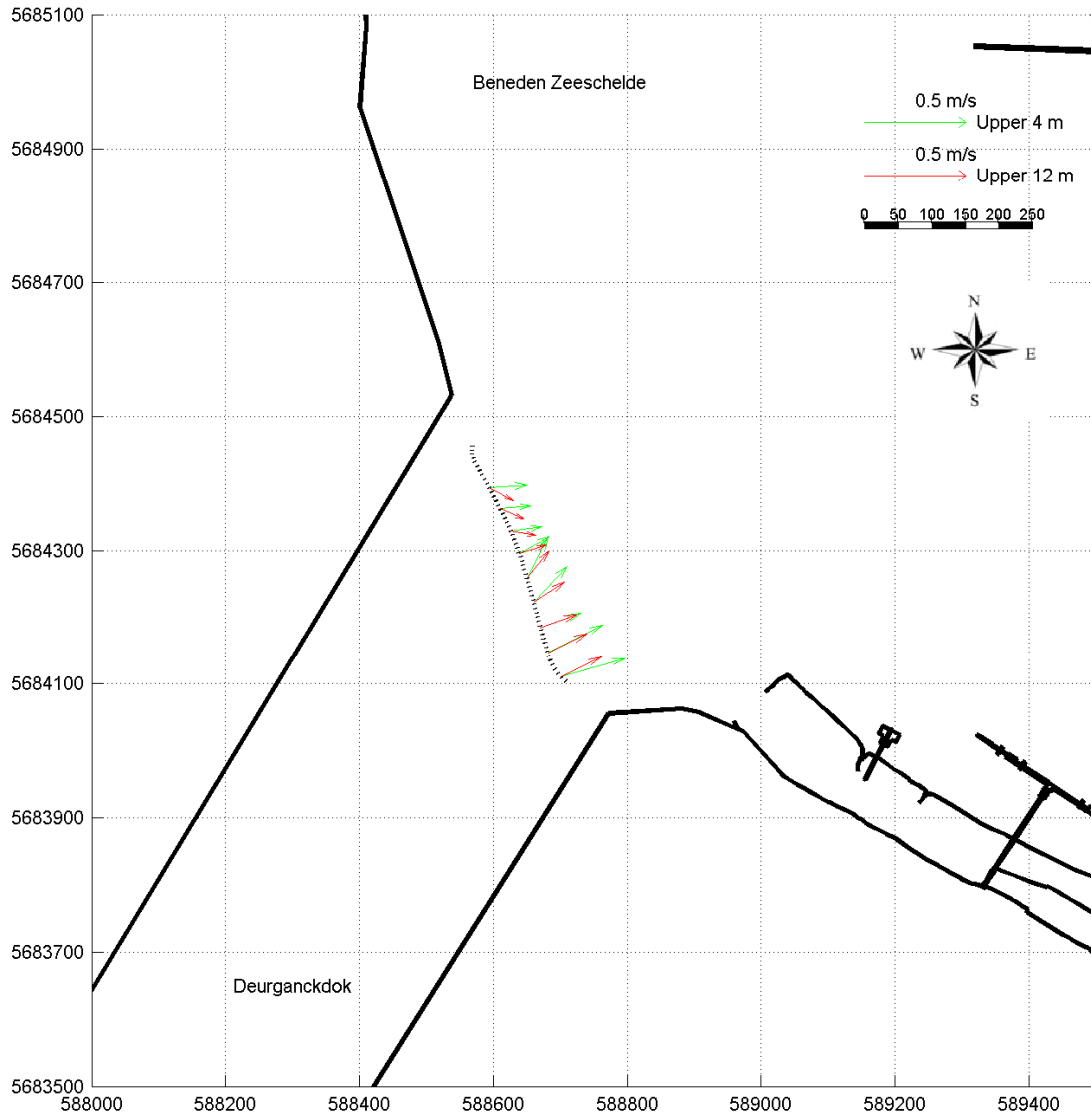 5685100
Beneden Zeeschelde
0.5 m/s
Upper 4 m
5684900
0.5 m/s
Upper 12 m
0 50 100 150 200 250
5684700
N
W E
S
5684500
5684300
5684100
5683900
5683700
Deurganckdok
5683500
588000 588200 588400 588600 588800 589000 589200 589400